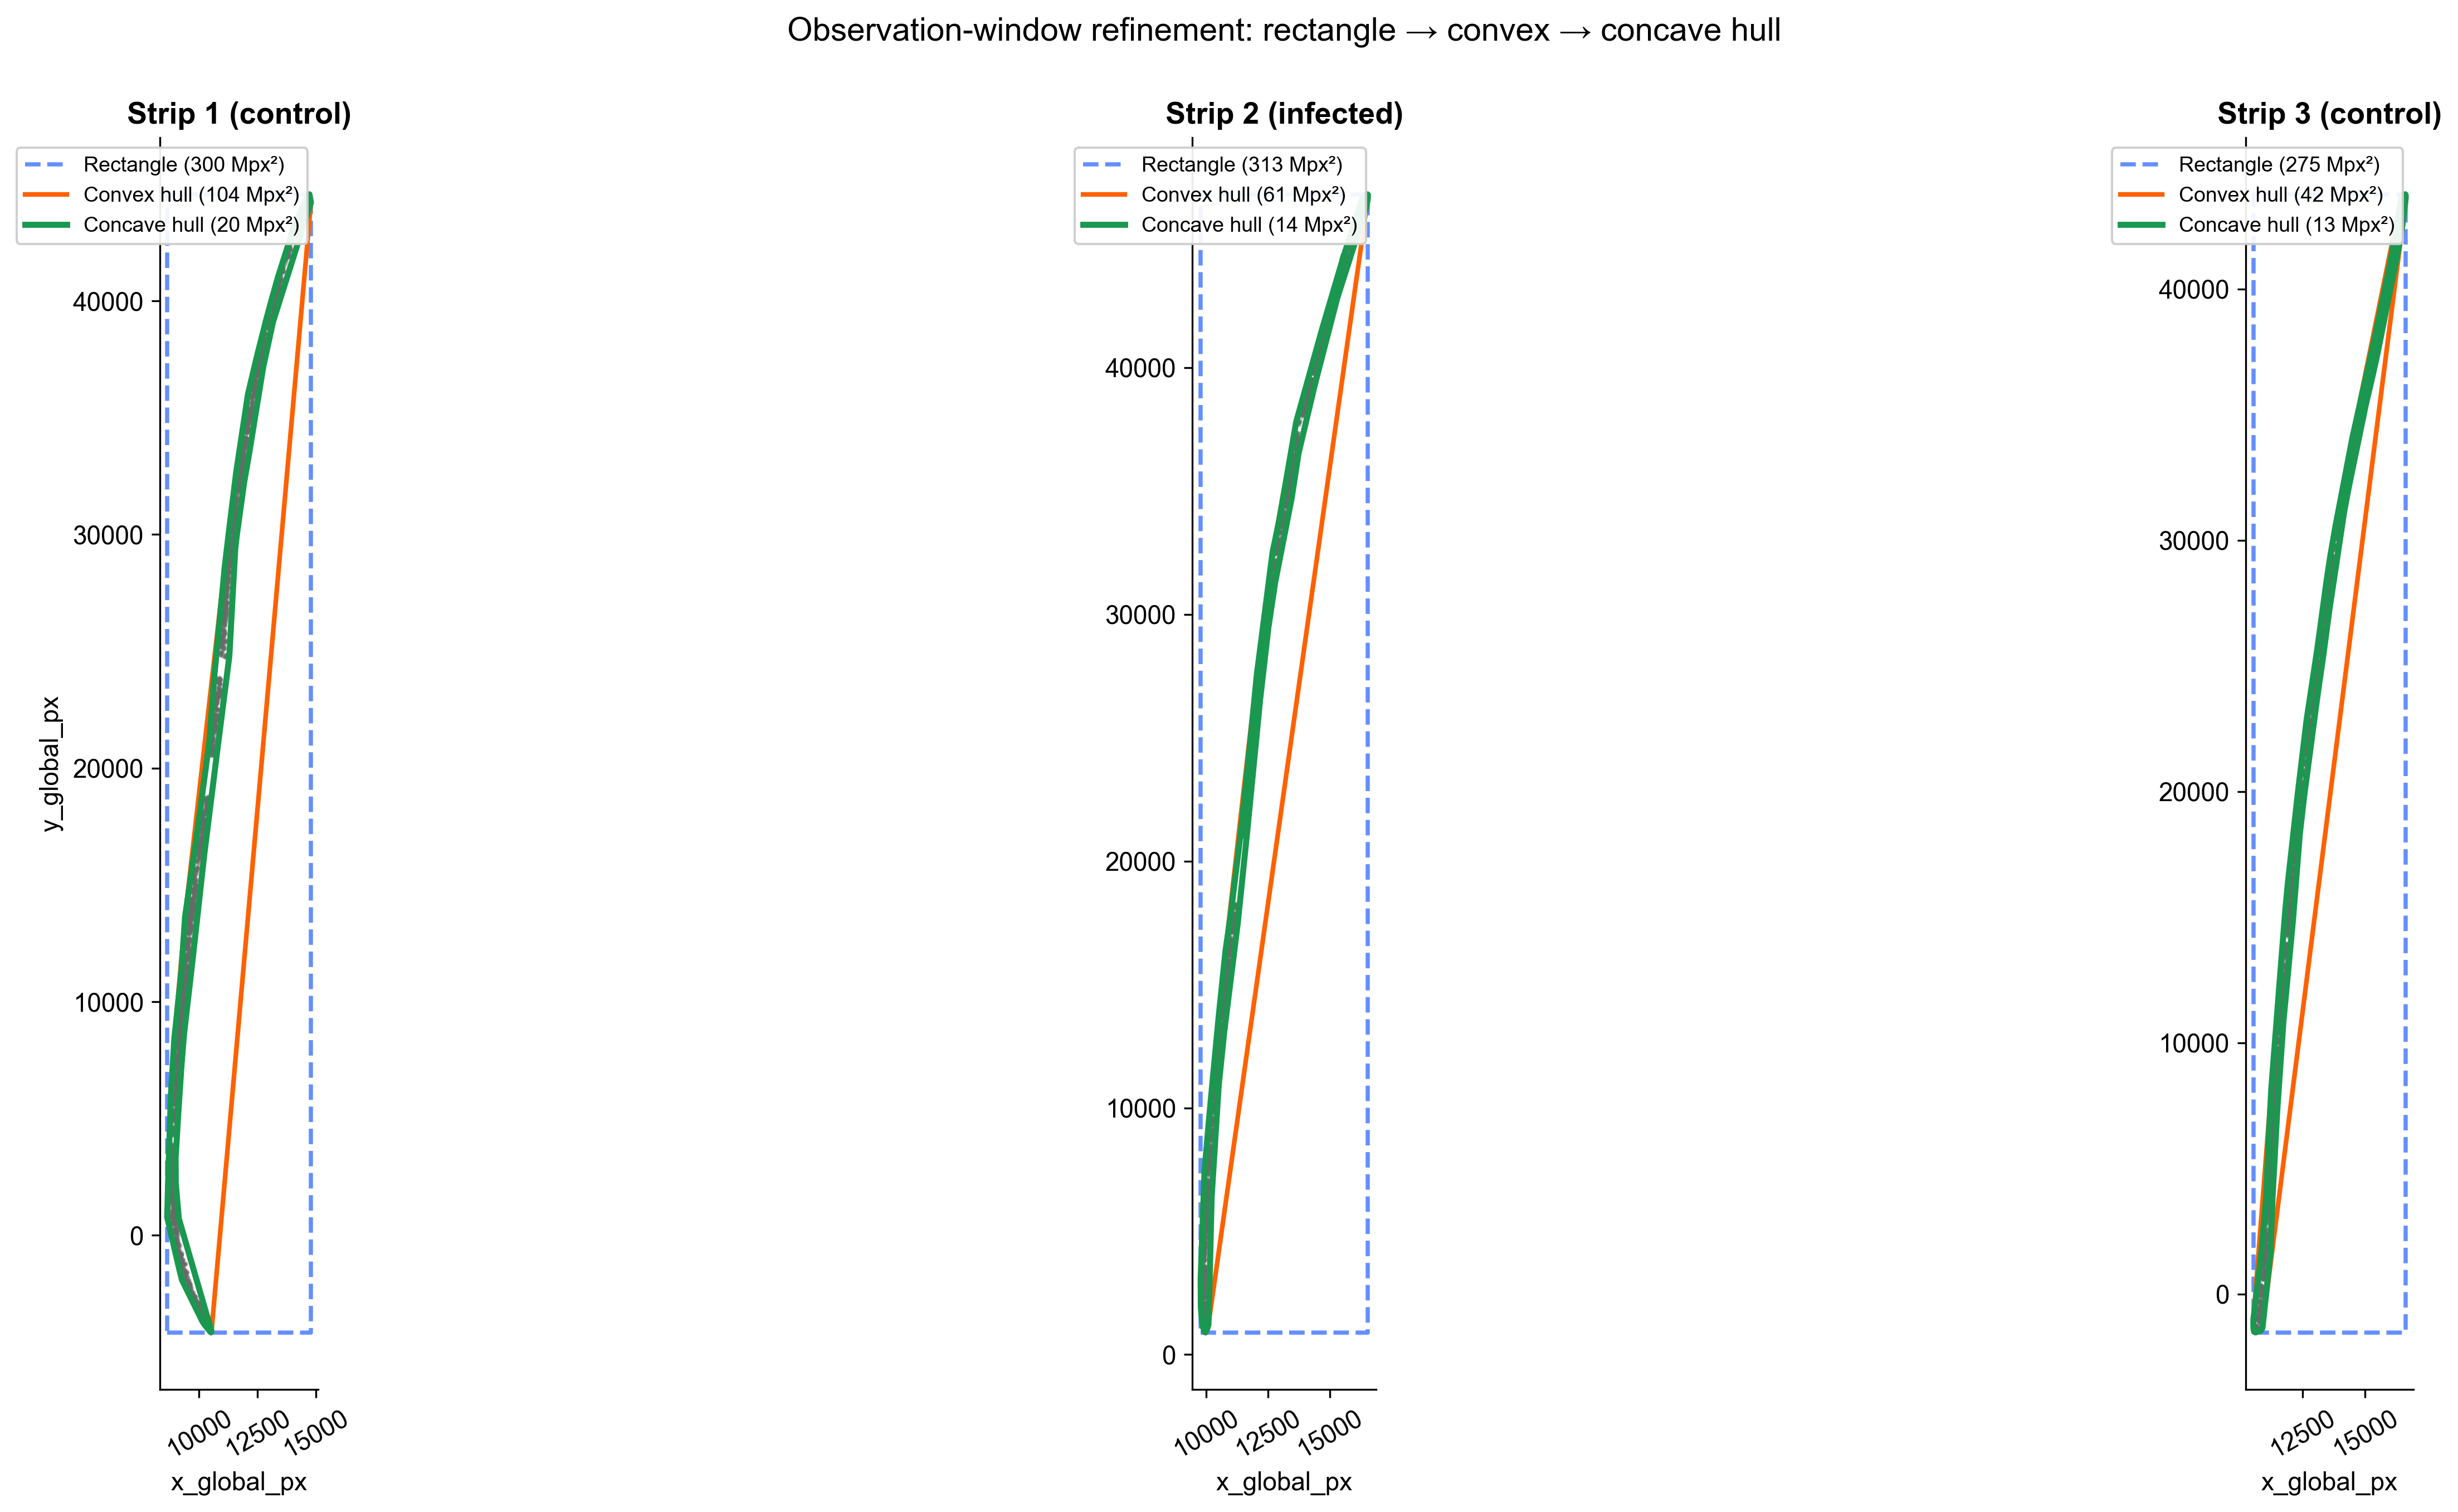 Observation-window refinement: rectangle → convex → concave hull
Strip 1 (control)
Rectangle (300 Mpx²)
Convex hull (104 Mpx²)
Concave hull (20 Mpx²)
40000
30000
20000
10000
0
y_global_px
10000
12500
15000
x_global_px
Strip 2 (infected)
Rectangle (313 Mpx²)
Convex hull (61 Mpx²)
Concave hull (14 Mpx²)
40000
30000
20000
10000
0
10000
12500
15000
x_global_px
Strip 3 (control)
Rectangle (275 Mpx²)
Convex hull (42 Mpx²)
Concave hull (13 Mpx²)
40000
30000
20000
10000
0
12500
15000
x_global_px